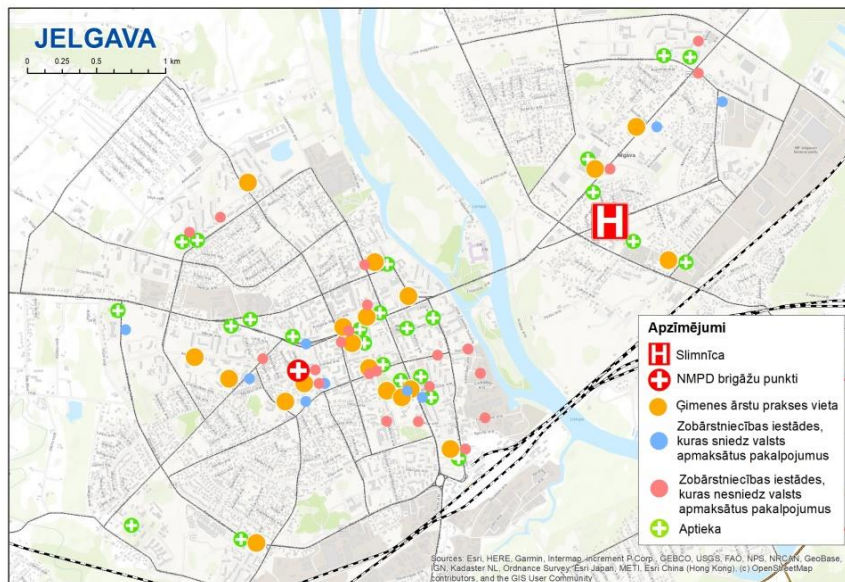 JELGAVA
0 0.25 0.5 1 km
H
Apzīmējumi
H Slimnīca
NMPD brigāžu punkti
Ģimenes ārstu prakses vieta
Zobārstniecības iestādes,
kuras sniedz valsts
apmaksātus pakalpojumus
Zobārstniecības iestādes,
kuras nesniedz valsts
apmaksātus pakalpojumus
Aptieka
Sources: Esri, HERE, Garmin, Intermap, increment P Corp., GEBCO, USGS, FAO, NPS, NRCAN, GeoBase,
IGN, Kadaster NL, Ordnance Survey, Esri Japan, METI, Esri China (Hong Kong), (c) OpenStreetMap
contributors, and the GIS User Community